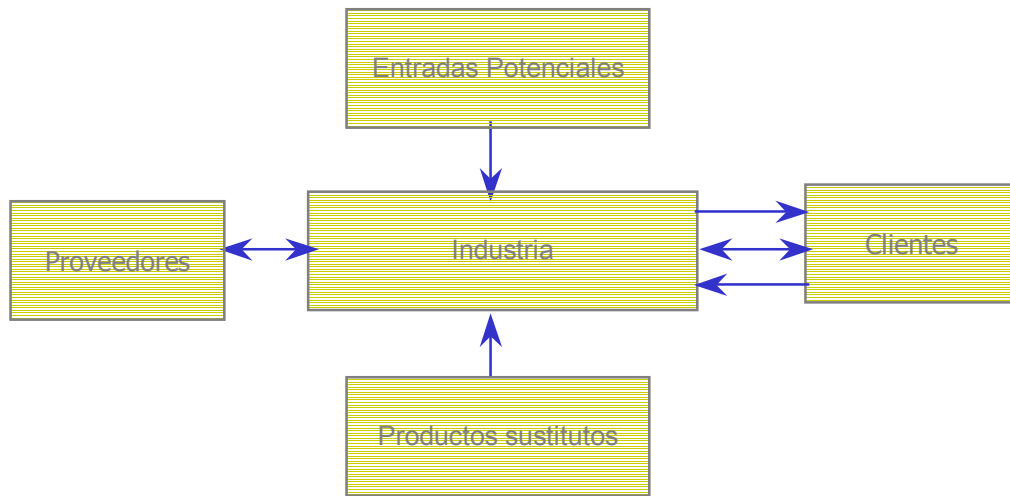 Entradas Potenciales
Proveedores
Industria
Clientes
Productos sustitutos